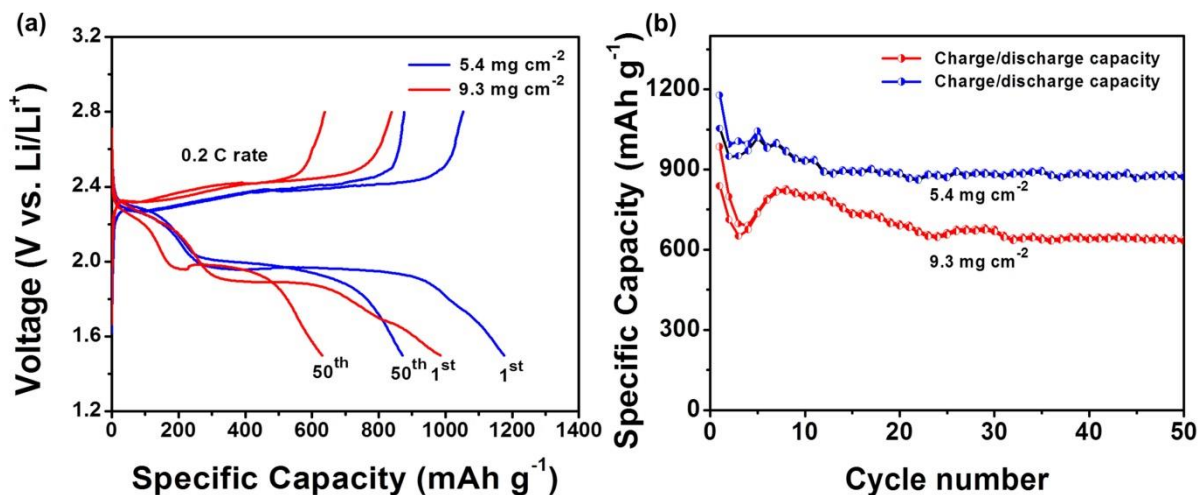 (a)
3.2
2.8
2.4
2.0
1.6
1.2
Voltage (V vs. Li/Li⁺)
5.4 mg cm⁻²
9.3 mg cm⁻²
0.2 C rate
50ᵗʰ
50ᵗʰ 1ˢᵗ
1ˢᵗ
0 200 400 600 800 1000 1200 1400
Specific Capacity (mAh g⁻¹)
(b)
1200
900
600
300
0
Specific Capacity (mAh g⁻¹)
Charge/discharge capacity
Charge/discharge capacity
5.4 mg cm⁻²
9.3 mg cm⁻²
0 10 20 30 40 50
Cycle number